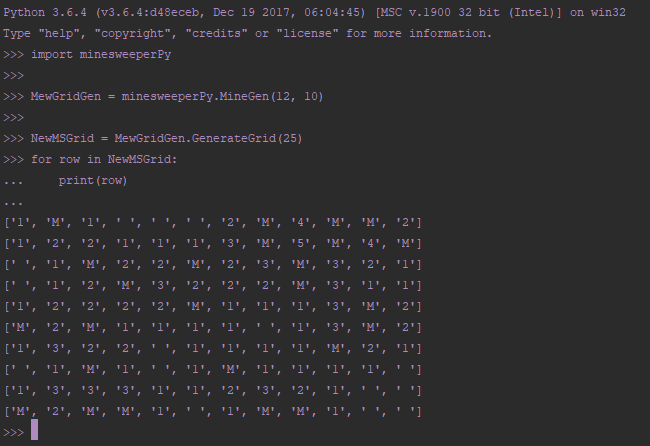 Python 3.6.4 (v3.6.4:d48eceb, Dec 19 2017, 06:04:45) [MSC v.1900 32 bit (Intel)] on win32
Type "help", "copyright", "credits" or "license" for more information.
>>> import minesweeperPy
>>>
>>> MewGridGen = minesweeperPy.MineGen(12, 10)
>>>
>>> NewMSGrid = MewGridGen.GenerateGrid(25)
>>> for row in NewMSGrid:
...     print(row)
...
['1', 'M', '1', ' ', ' ', ' ', '2', 'M', '4', 'M', 'M', '2']
['1', '2', '2', '1', '1', '1', '3', 'M', '5', 'M', '4', 'M']
[' ', '1', 'M', '2', '2', 'M', '2', '3', 'M', '3', '2', '1']
[' ', '1', '2', 'M', '3', '2', '2', '2', 'M', '3', '1', '1']
['1', '2', '2', '2', '2', 'M', '1', '1', '1', '3', 'M', '2']
['M', '2', 'M', '1', '1', '1', '1', ' ', '1', '3', 'M', '2']
['1', '3', '2', '2', ' ', '1', '1', '1', '1', 'M', '2', '1']
[' ', '1', 'M', '1', ' ', '1', 'M', '1', '1', '1', '1', ' ']
['1', '3', '3', '3', '1', '1', '2', '3', '2', '1', ' ', ' ']
['M', '2', 'M', 'M', '1', ' ', '1', 'M', 'M', '1', ' ', ' ']
>>>